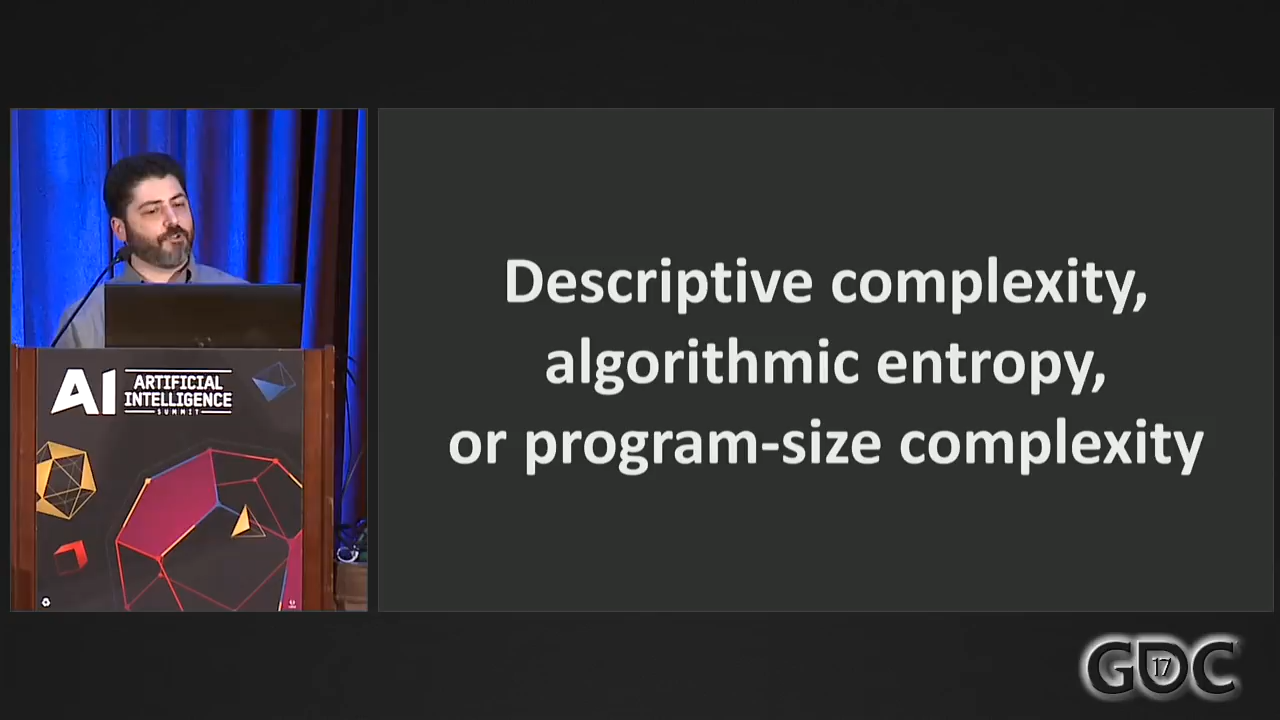 AI ARTIFICIAL
INTELLIGENCE
SUMMIT
Descriptive complexity,
algorithmic entropy,
or program-size complexity
GDC 17